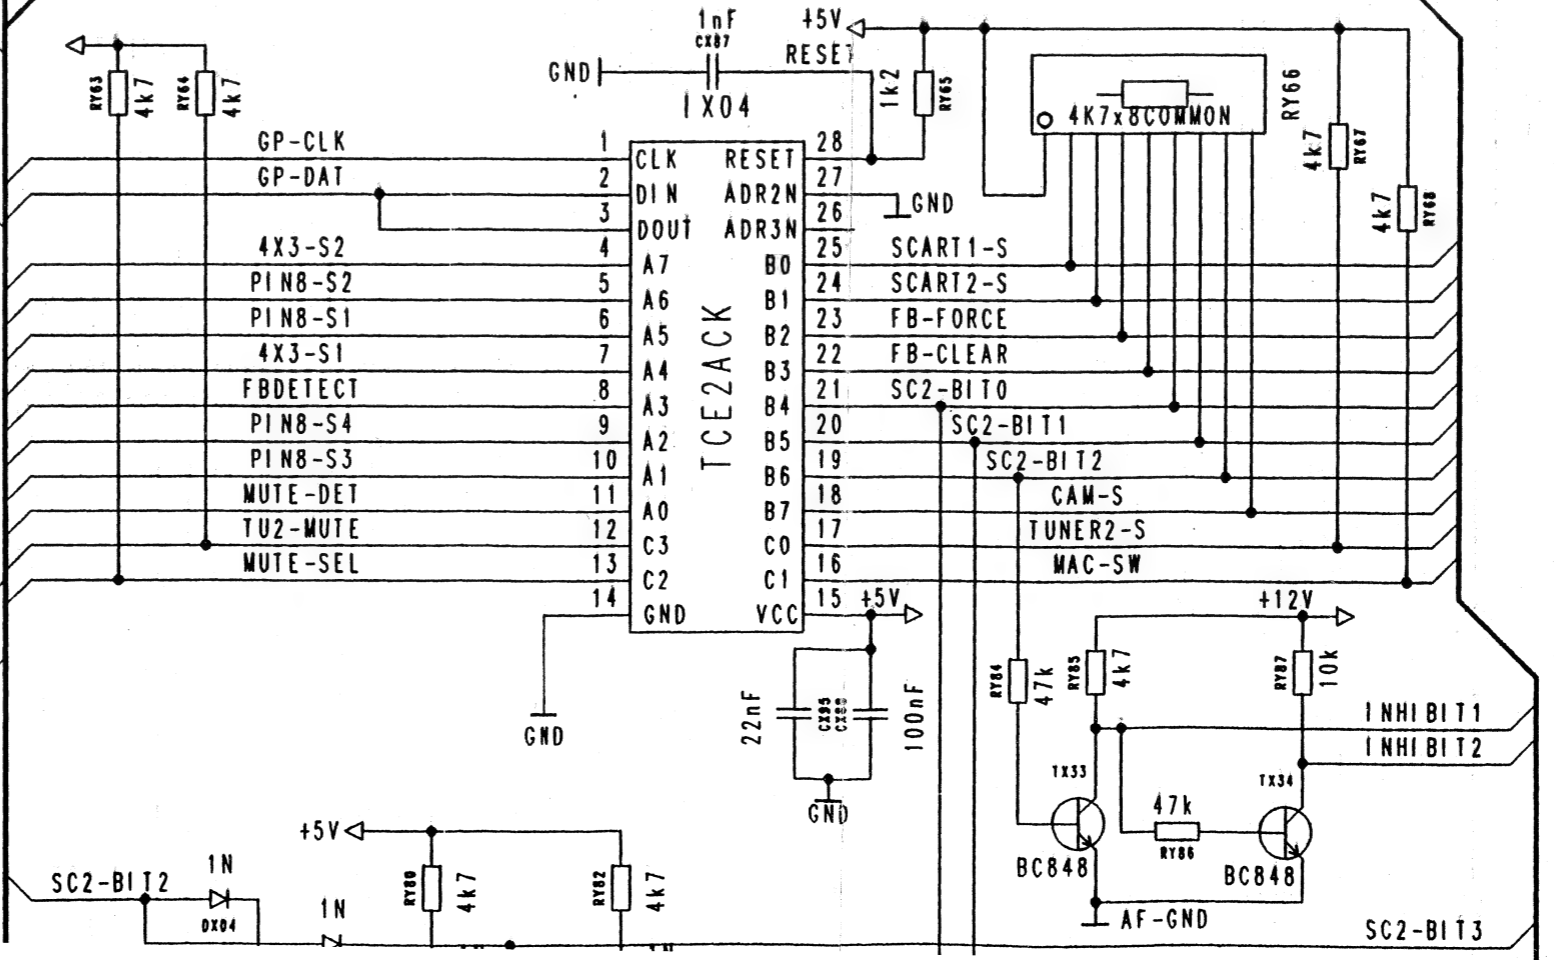 1nF
CX87
+5V
RESET
GND
1X04
RY63
4k7
RY64
4k7
1k2
RY65
4K7x8COMMON
RY66
4k7
RY67
4k7
RY68
GP-CLK 1 CLK RESET 28
GP-DAT 2 DIN ADR2N 27 GND
3 DOUT ADR3N 26
4X3-S2 4 A7 B0 25 SCART1-S
PIN8-S2 5 A6 B1 24 SCART2-S
PIN8-S1 6 A5 B2 23 FB-FORCE
4X3-S1 7 A4 B3 22 FB-CLEAR
FBDETECT 8 A3 B4 21 SC2-BIT0
PIN8-S4 9 A2 B5 20 SC2-BIT1
PIN8-S3 10 A1 B6 19 SC2-BIT2
MUTE-DET 11 A0 B7 18 CAM-S
TU2-MUTE 12 C3 C0 17 TUNER2-S
MUTE-SEL 13 C2 C1 16 MAC-SW
14 GND VCC 15 +5V
TCE2ACK
+12V
GND
22nF
CX95
100nF
GND
RY84
47k
RY85
4k7
RY87
10k
INHIBIT1
INHIBIT2
TX33
TX34
47k
RY86
BC848
BC848
AF-GND
+5V
SC2-BIT2
1N
DX04
1N
RY80
4k7
RY82
4k7
SC2-BIT3